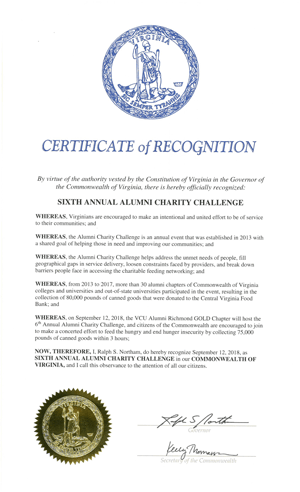 VIRGINIA
SIC SEMPER TYRANNIS
CERTIFICATE of RECOGNITION
By virtue of the authority vested by the Constitution of Virginia in the Governor of
the Commonwealth of Virginia, there is hereby officially recognized:
SIXTH ANNUAL ALUMNI CHARITY CHALLENGE
WHEREAS, Virginians are encouraged to make an intentional and united effort to be of service
to their communities; and
WHEREAS, the Alumni Charity Challenge is an annual event that was established in 2013 with
a shared goal of helping those in need and improving our communities; and
WHEREAS, the Alumni Charity Challenge helps address the unmet needs of people, fill
geographical gaps in service delivery, loosen constraints faced by providers, and break down
barriers people face in accessing the charitable feeding networking; and
WHEREAS, from 2013 to 2017, more than 30 alumni chapters of Commonwealth of Virginia
colleges and universities and out-of-state universities participated in the event, resulting in the
collection of 80,000 pounds of canned goods that were donated to the Central Virginia Food
Bank; and
WHEREAS, on September 12, 2018, the VCU Alumni Richmond GOLD Chapter will host the
6th Annual Alumni Charity Challenge, and citizens of the Commonwealth are encouraged to join
to make a concerted effort to feed the hungry and end hunger insecurity by collecting 75,000
pounds of canned goods within 3 hours;
NOW, THEREFORE, I, Ralph S. Northam, do hereby recognize September 12, 2018, as
SIXTH ANNUAL ALUMNI CHARITY CHALLENGE in our COMMONWEALTH OF
VIRGINIA, and I call this observance to the attention of all our citizens.
Ralph S Northam
Governor
Kelly Thomasson
Secretary of the Commonwealth